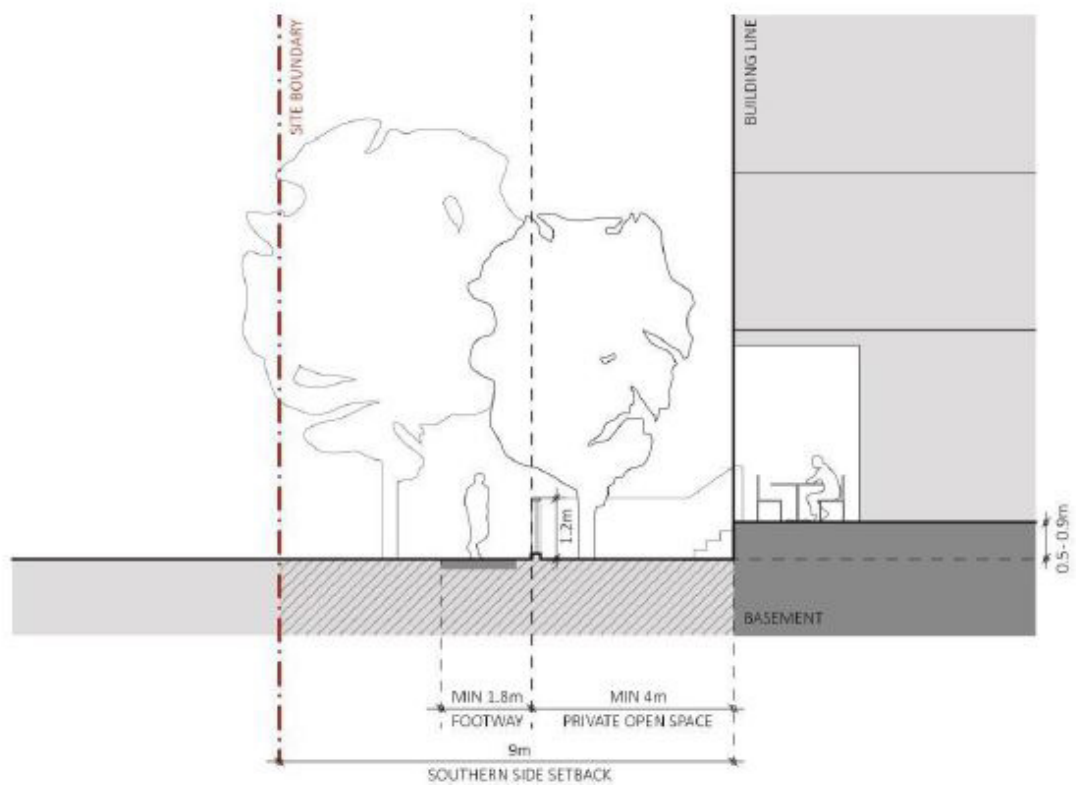 SITE BOUNDARY
BUILDING LINE
1.2m
0.5-0.9m
BASEMENT
MIN 1.8m
MIN 4m
FOOTWAY
PRIVATE OPEN SPACE
9m
SOUTHERN SIDE SETBACK